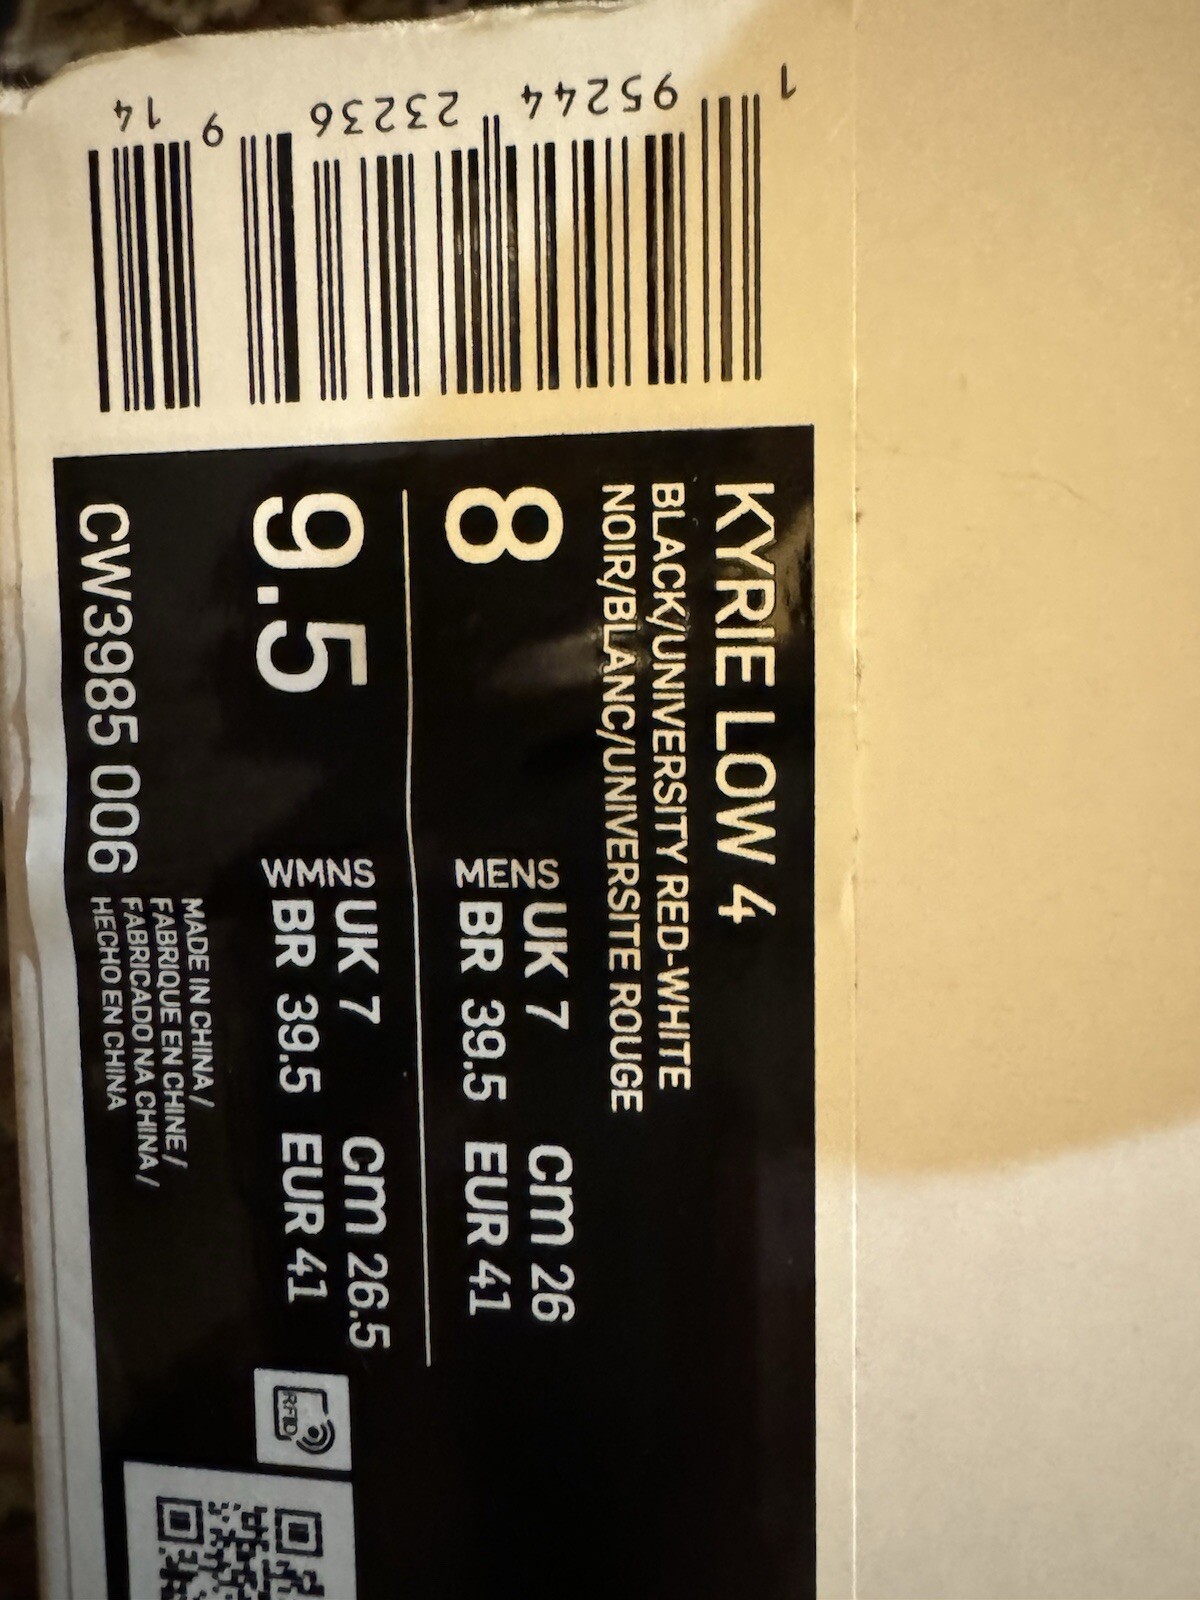 1 95244 23236 9 14
KYRIE LOW 4
BLACK/UNIVERSITY RED-WHITE
NOIR/BLANC/UNIVERSITE ROUGE
8 MENS UK 7 cm 26
BR 39.5 EUR 41
9.5 WMNS UK 7 cm 26.5
BR 39.5 EUR 41
RFID
CW3985 006
MADE IN CHINA /
FABRIQUE EN CHINE /
FABRICADO NA CHINA /
HECHO EN CHINA